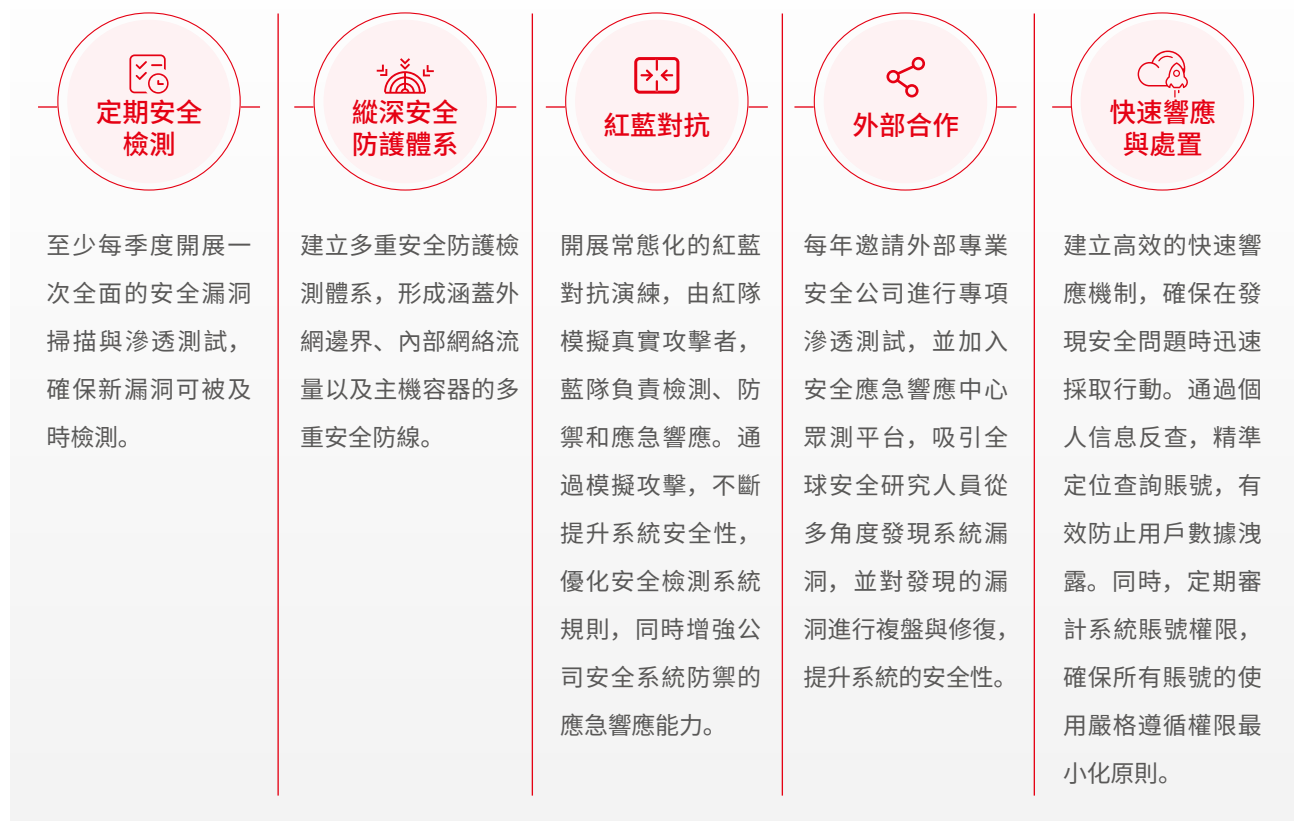 定期安全
檢測
至少每季度開展一
次全面的安全漏洞
掃描與滲透測試，
確保新漏洞可被及
時檢測。
縱深安全
防護體系
建立多重安全防護檢
測體系，形成涵蓋外
網邊界、內部網絡流
量以及主機容器的多
重安全防線。
紅藍對抗
開展常態化的紅藍
對抗演練，由紅隊
模擬真實攻擊者，
藍隊負責檢測、防
禦和應急響應。通
過模擬攻擊，不斷
提升系統安全性，
優化安全檢測系統
規則，同時增強公
司安全系統防禦的
應急響應能力。
外部合作
每年邀請外部專業
安全公司進行專項
滲透測試，並加入
安全應急響應中心
眾測平台，吸引全
球安全研究人員從
多角度發現系統漏
洞，並對發現的漏
洞進行複盤與修復，
提升系統的安全性。
快速響應
與處置
建立高效的快速響
應機制，確保在發
現安全問題時迅速
採取行動。通過個
人信息反查，精準
定位查詢賬號，有
效防止用戶數據洩
露。同時，定期審
計系統賬號權限，
確保所有賬號的使
用嚴格遵循權限最
小化原則。